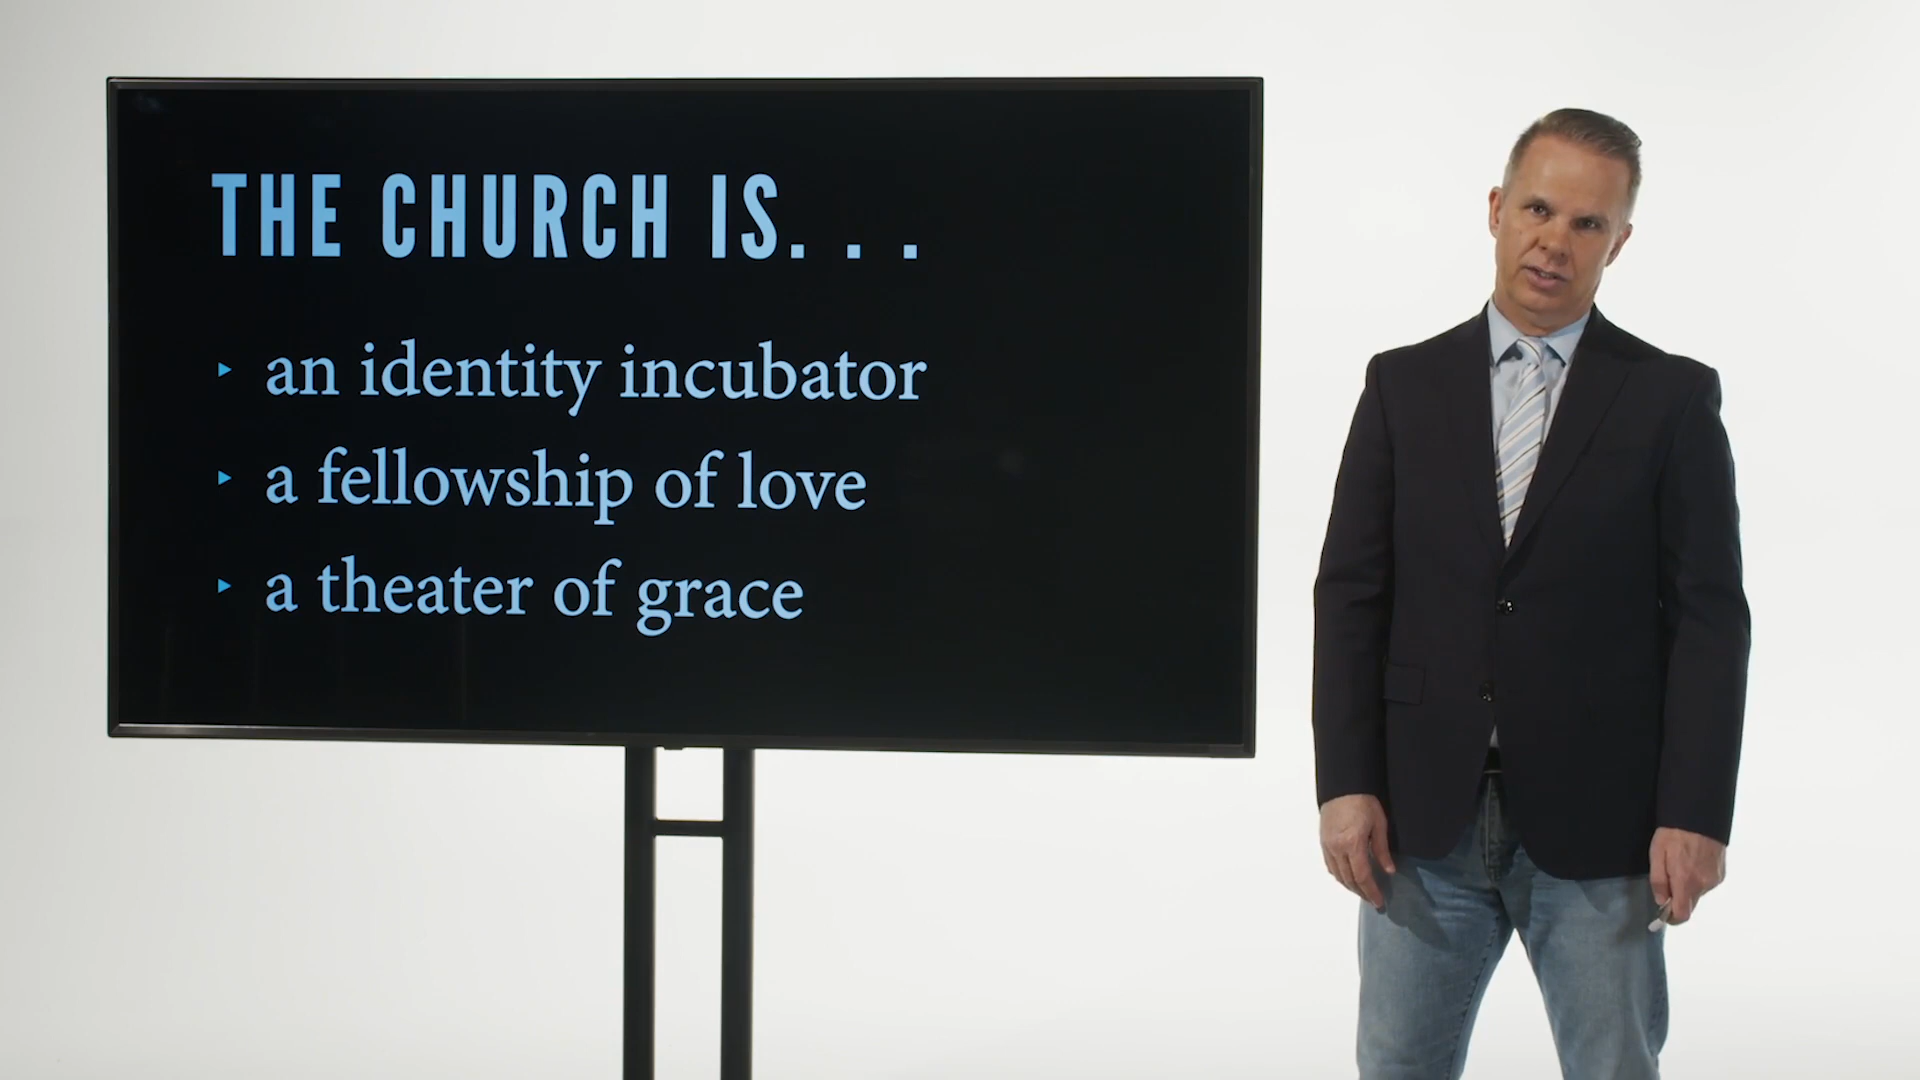 THE CHURCH IS. . .
‣ an identity incubator
‣ a fellowship of love
‣ a theater of grace